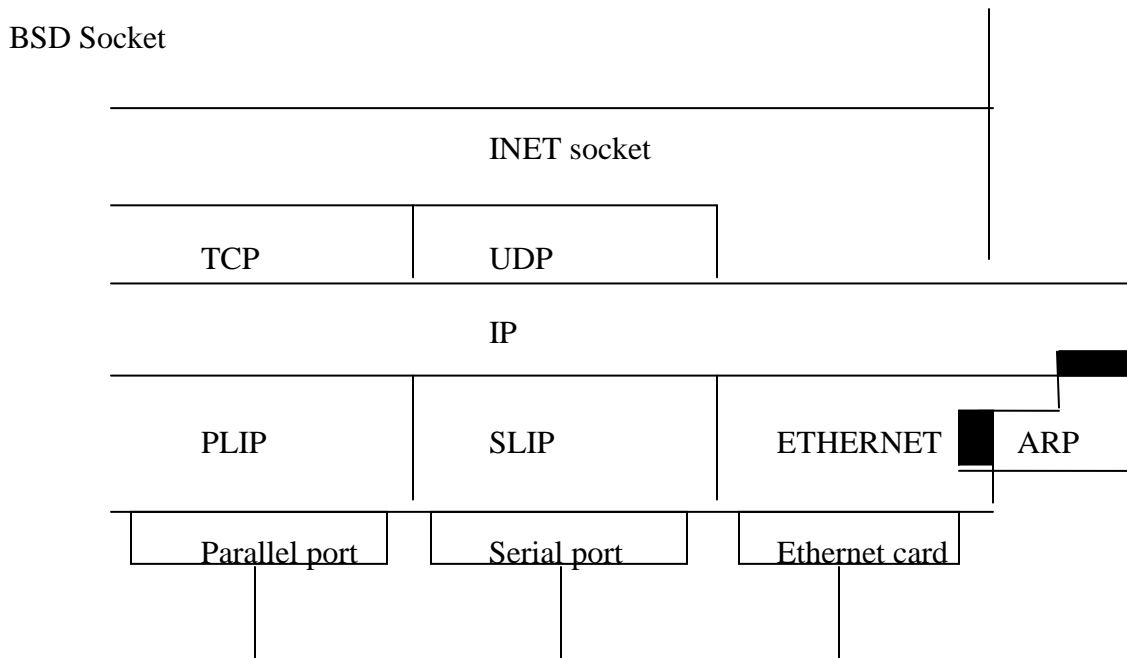 BSD Socket
INET socket
TCP UDP
IP
PLIP SLIP ETHERNET ARP
Parallel port Serial port Ethernet card